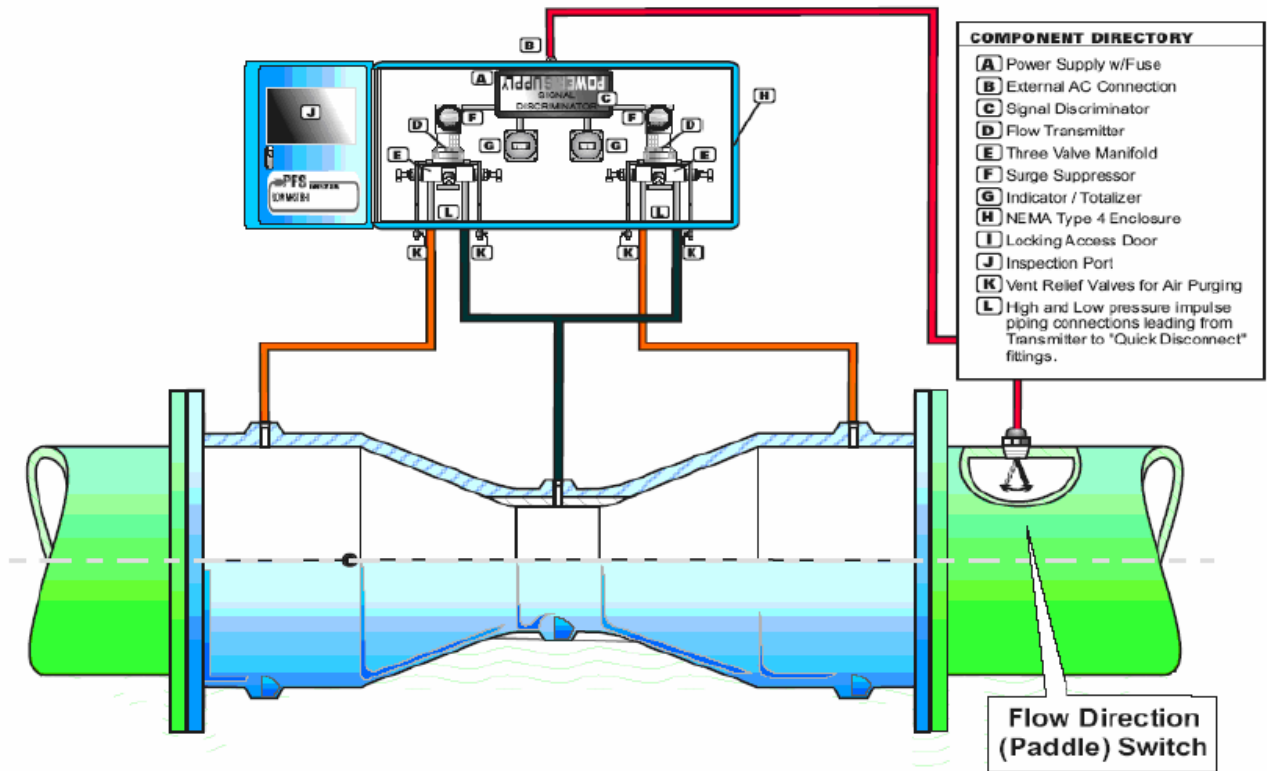 B
A
POWER SUPPLY
SIGNAL
DISCRIMINATOR
C
H
J
F
F
D
D
G
G
E
E
PFS
L
L
K
K
K
K
COMPONENT DIRECTORY
A Power Supply w/Fuse
B External AC Connection
C Signal Discriminator
D Flow Transmitter
E Three Valve Manifold
F Surge Suppressor
G Indicator / Totalizer
H NEMA Type 4 Enclosure
I Locking Access Door
J Inspection Port
K Vent Relief Valves for Air Purging
L High and Low pressure impulse
piping connections leading from
Transmitter to "Quick Disconnect"
fittings.
Flow Direction
(Paddle) Switch